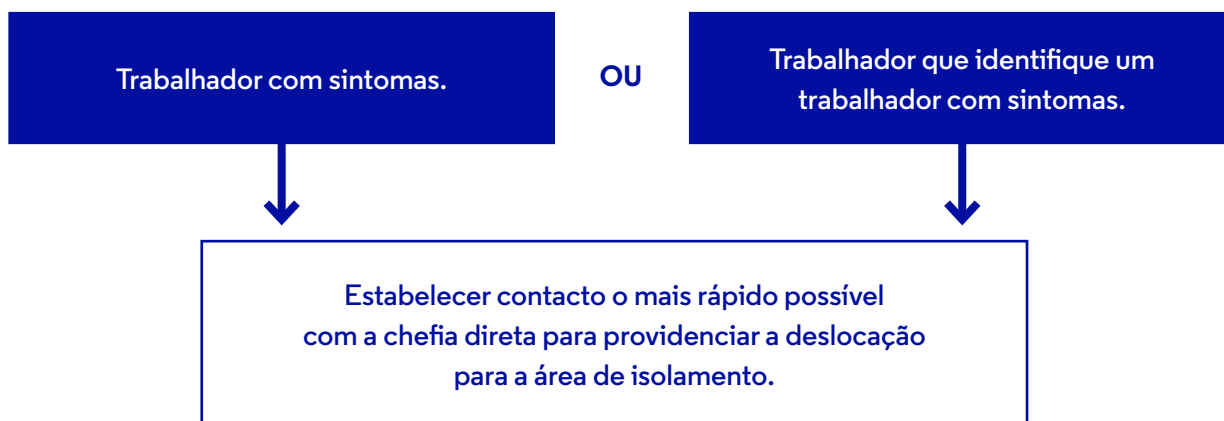 Trabalhador com sintomas.
OU
Trabalhador que identifique um
trabalhador com sintomas.
Estabelecer contacto o mais rápido possível
com a chefia direta para providenciar a deslocação
para a área de isolamento.